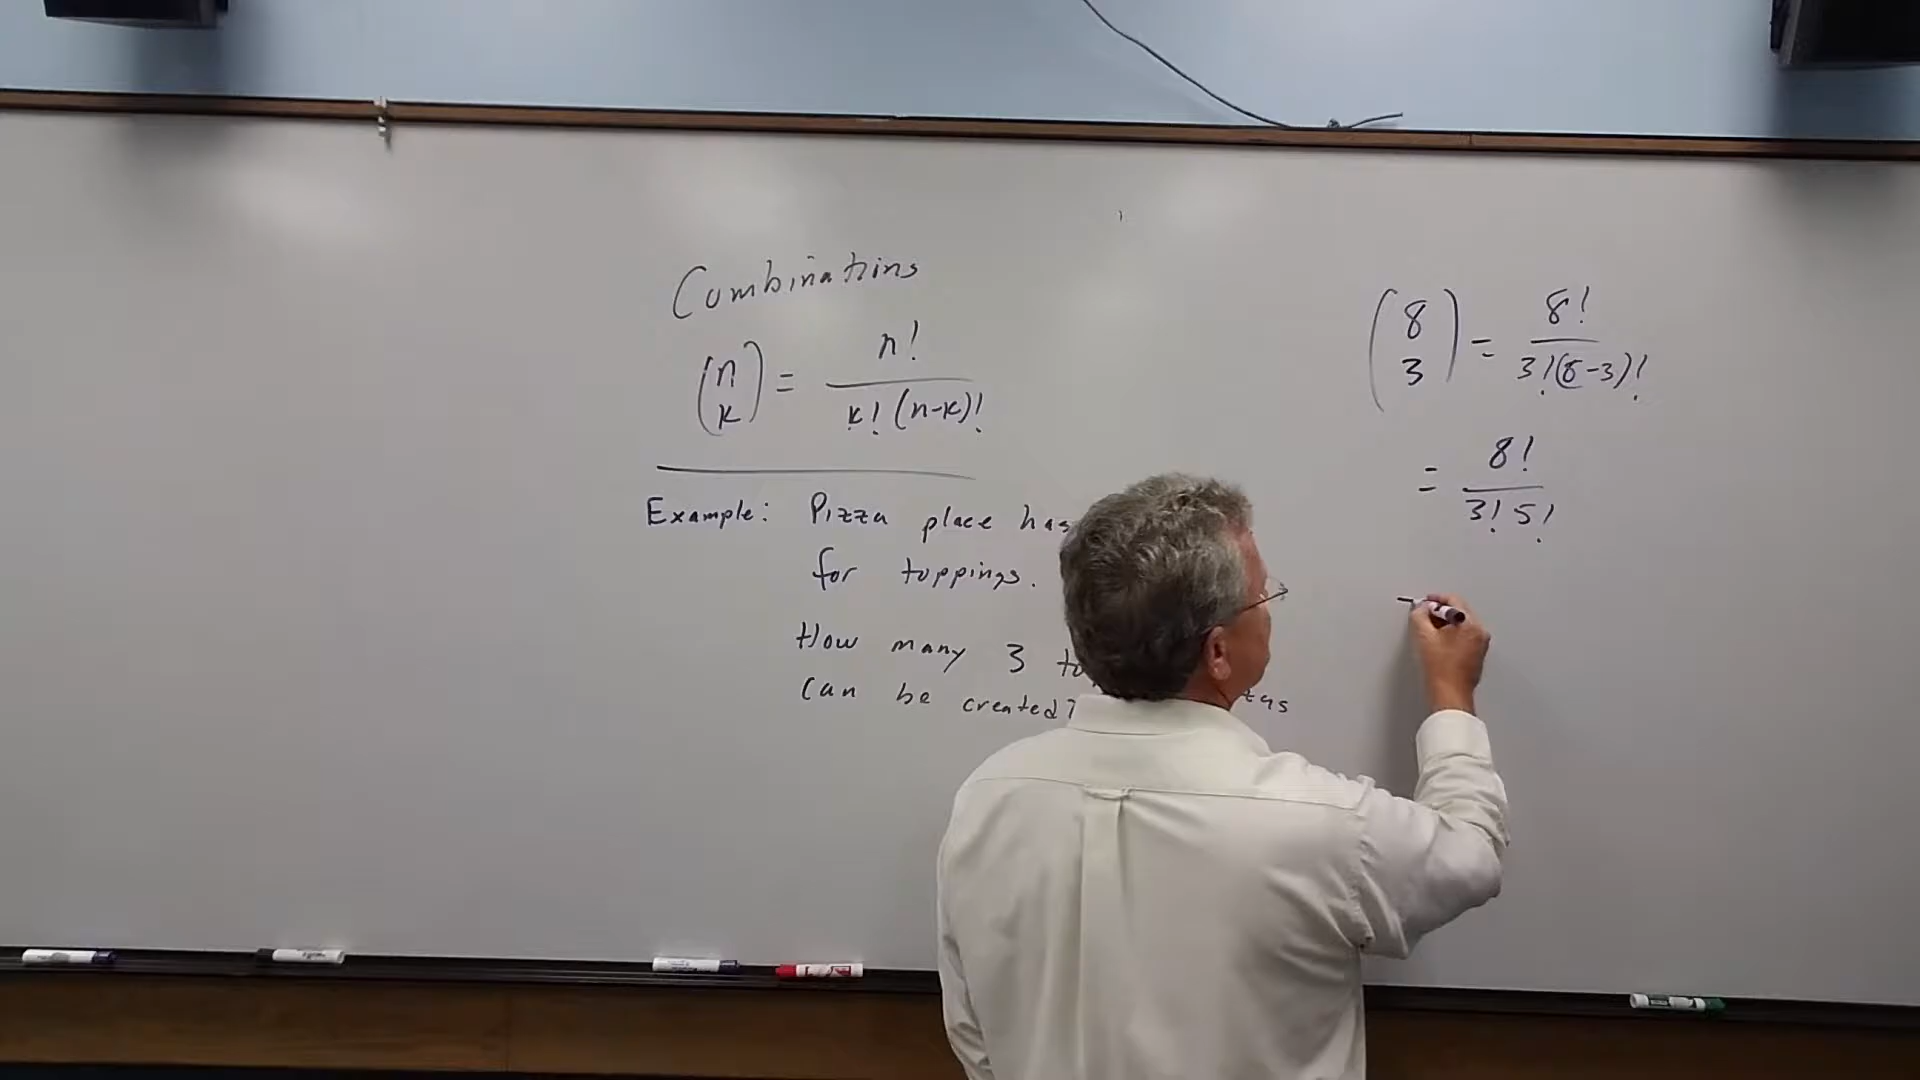 Combinations
(n k) = n! / k! (n-k)!
Example: Pizza place has
for toppings.
How many 3
can be created?
(8 3) = 8! / 3!(8-3)!
= 8! / 3! 5!